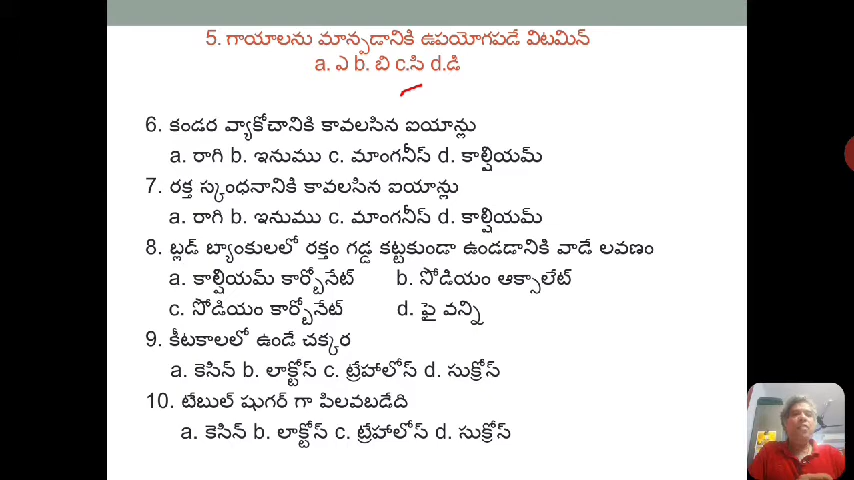 5. గాయాలను మాన్పడానికి ఉపయోగపడే విటమిన్
a. ఎ b. బి c.సి d.డి
6. కండర వ్యాకోచానికి కావలసిన ఐయాన్లు
a. రాగి b. ఇనుము c. మాంగనీస్ d. కాల్షియమ్
7. రక్త స్కంధనానికి కావలసిన ఐయాన్లు
a. రాగి b. ఇనుము c. మాంగనీస్ d. కాల్షియమ్
8. బ్లడ్ బ్యాంకులలో రక్తం గడ్డ కట్టకుండా ఉండడానికి వాడే లవణం
a. కాల్షియమ్ కార్బోనేట్ b. సోడియం ఆక్సాలేట్
c. సోడియం కార్బోనేట్ d. ఫై వన్ని
9. కీటకాలలో ఉండే చక్కర
a. కెసిన్ b. లాక్టోస్ c. ట్రేహాలోస్ d. సుక్రోస్
10. టేబుల్ షుగర్ గా పిలవబడేది
a. కెసిన్ b. లాక్టోస్ c. ట్రేహాలోస్ d. సుక్రోస్